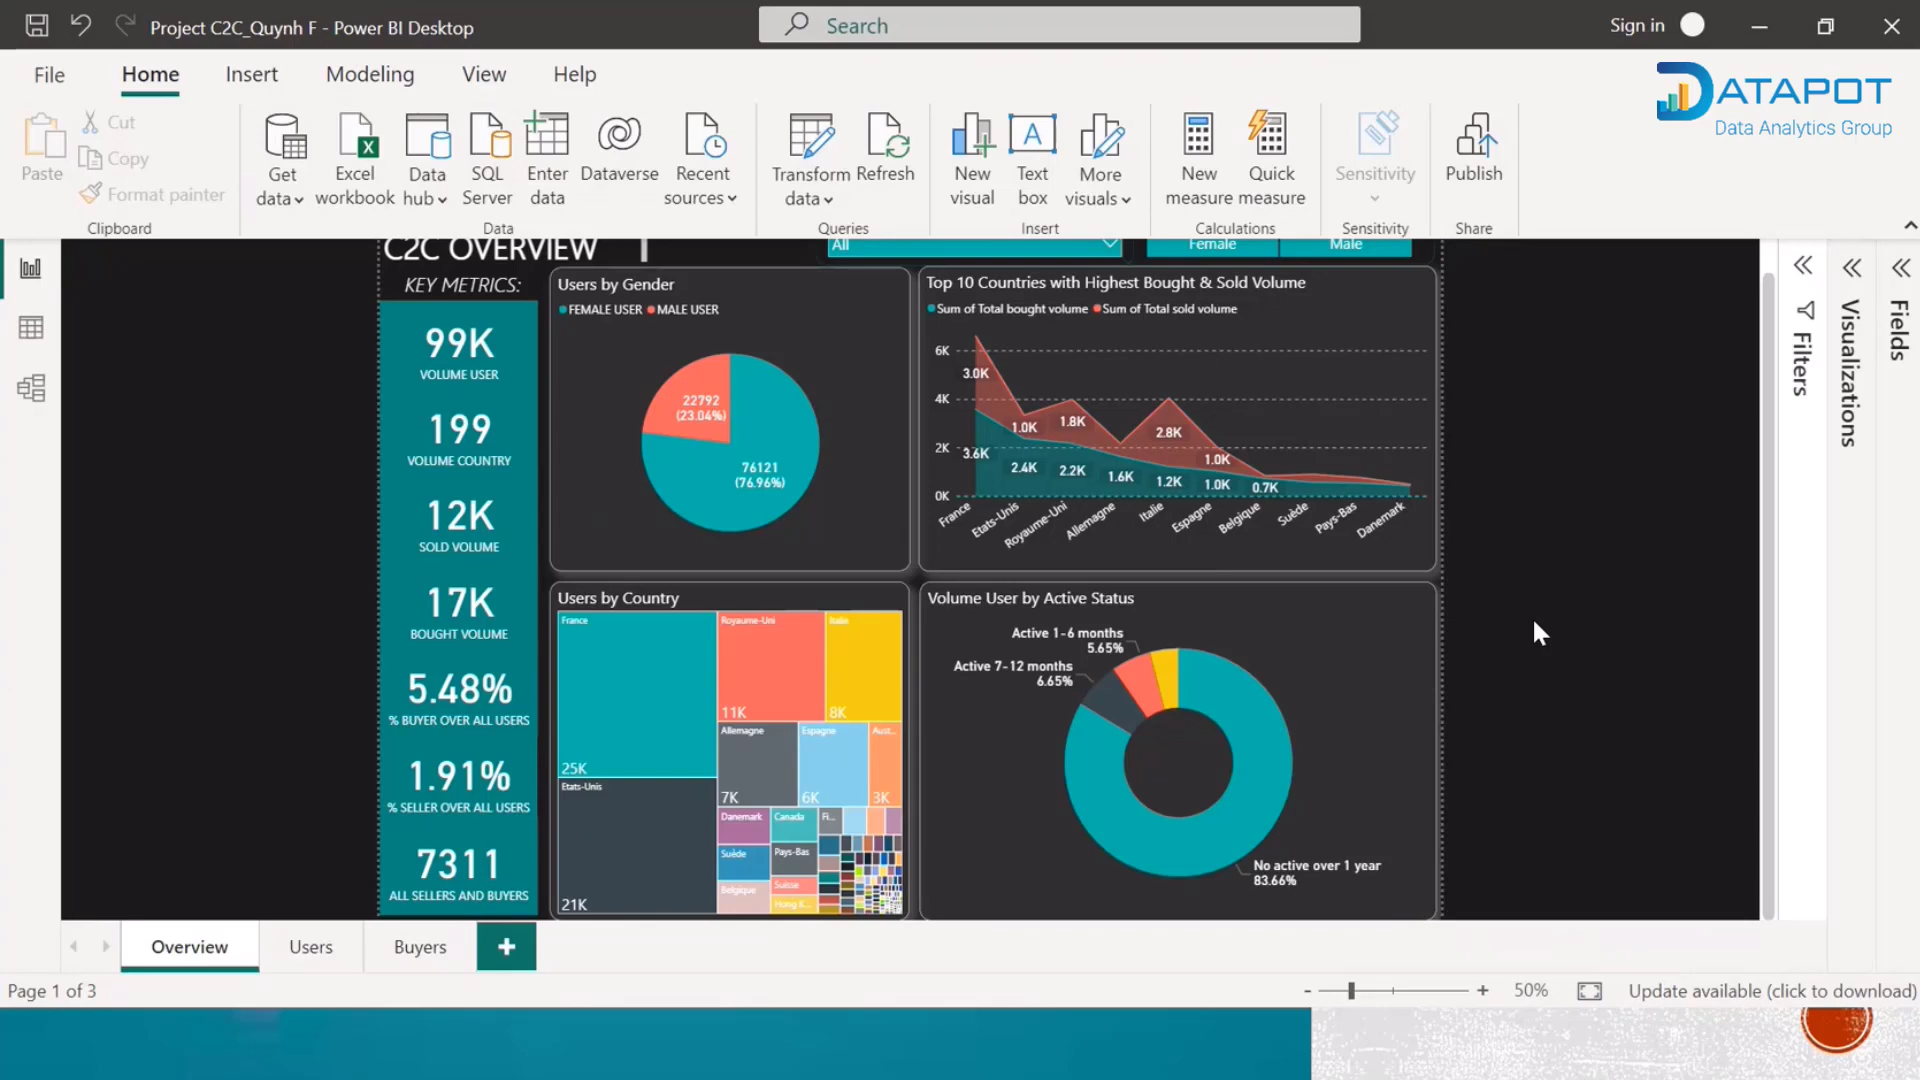 Project C2C_Quynh F - Power BI Desktop
Search
Sign in
File
Home
Insert
Modeling
View
Help
DATAPOT
Data Analytics Group
Paste
Cut
Copy
Format painter
Clipboard
Get data
Excel workbook
Data hub
SQL Server
Enter data
Dataverse
Recent sources
Data
Transform data
Refresh
Queries
New visual
Text box
More visuals
Insert
New measure
Quick measure
Calculations
Sensitivity
Sensitivity
Publish
Share
C2C OVERVIEW
All
Female
Male
KEY METRICS:
99K
VOLUME USER
199
VOLUME COUNTRY
12K
SOLD VOLUME
17K
BOUGHT VOLUME
5.48%
% BUYER OVER ALL USERS
1.91%
% SELLER OVER ALL USERS
7311
ALL SELLERS AND BUYERS
Users by Gender
FEMALE USER MALE USER
22792
(23.04%)
76121
(76.96%)
Top 10 Countries with Highest Bought & Sold Volume
Sum of Total bought volume Sum of Total sold volume
6K
4K
2K
0K
3.0K
1.0K
1.8K
2.8K
1.0K
3.6K
2.4K
2.2K
1.6K
1.2K
1.0K
0.7K
France
Etats-Unis
Royaume-Uni
Allemagne
Italie
Espagne
Belgique
Suède
Pays-Bas
Danemark
Users by Country
France
25K
Etats-Unis
21K
Royaume-Uni
11K
Italie
8K
Allemagne
7K
Espagne
6K
Aust...
3K
Danemark
Canada
Fi...
Suède
Pays-Bas
Belgique
Suisse
Hong K...
Volume User by Active Status
Active 1-6 months
5.65%
Active 7-12 months
6.65%
No active over 1 year
83.66%
Filters
Visualizations
Fields
Overview
Users
Buyers
Page 1 of 3
- + 50%
Update available (click to download)